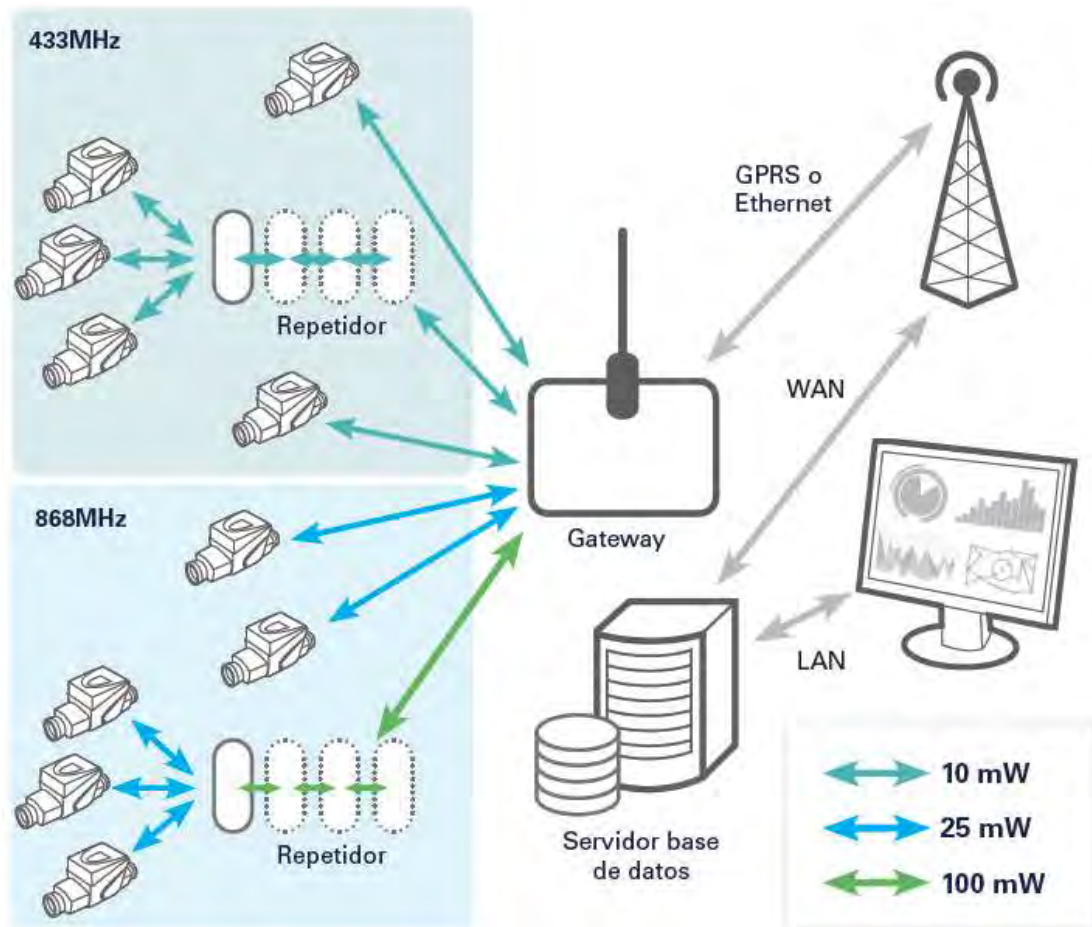 433MHz
Repetidor
GPRS o
Ethernet
WAN
Gateway
868MHz
Repetidor
LAN
Servidor base
de datos
10 mW
25 mW
100 mW